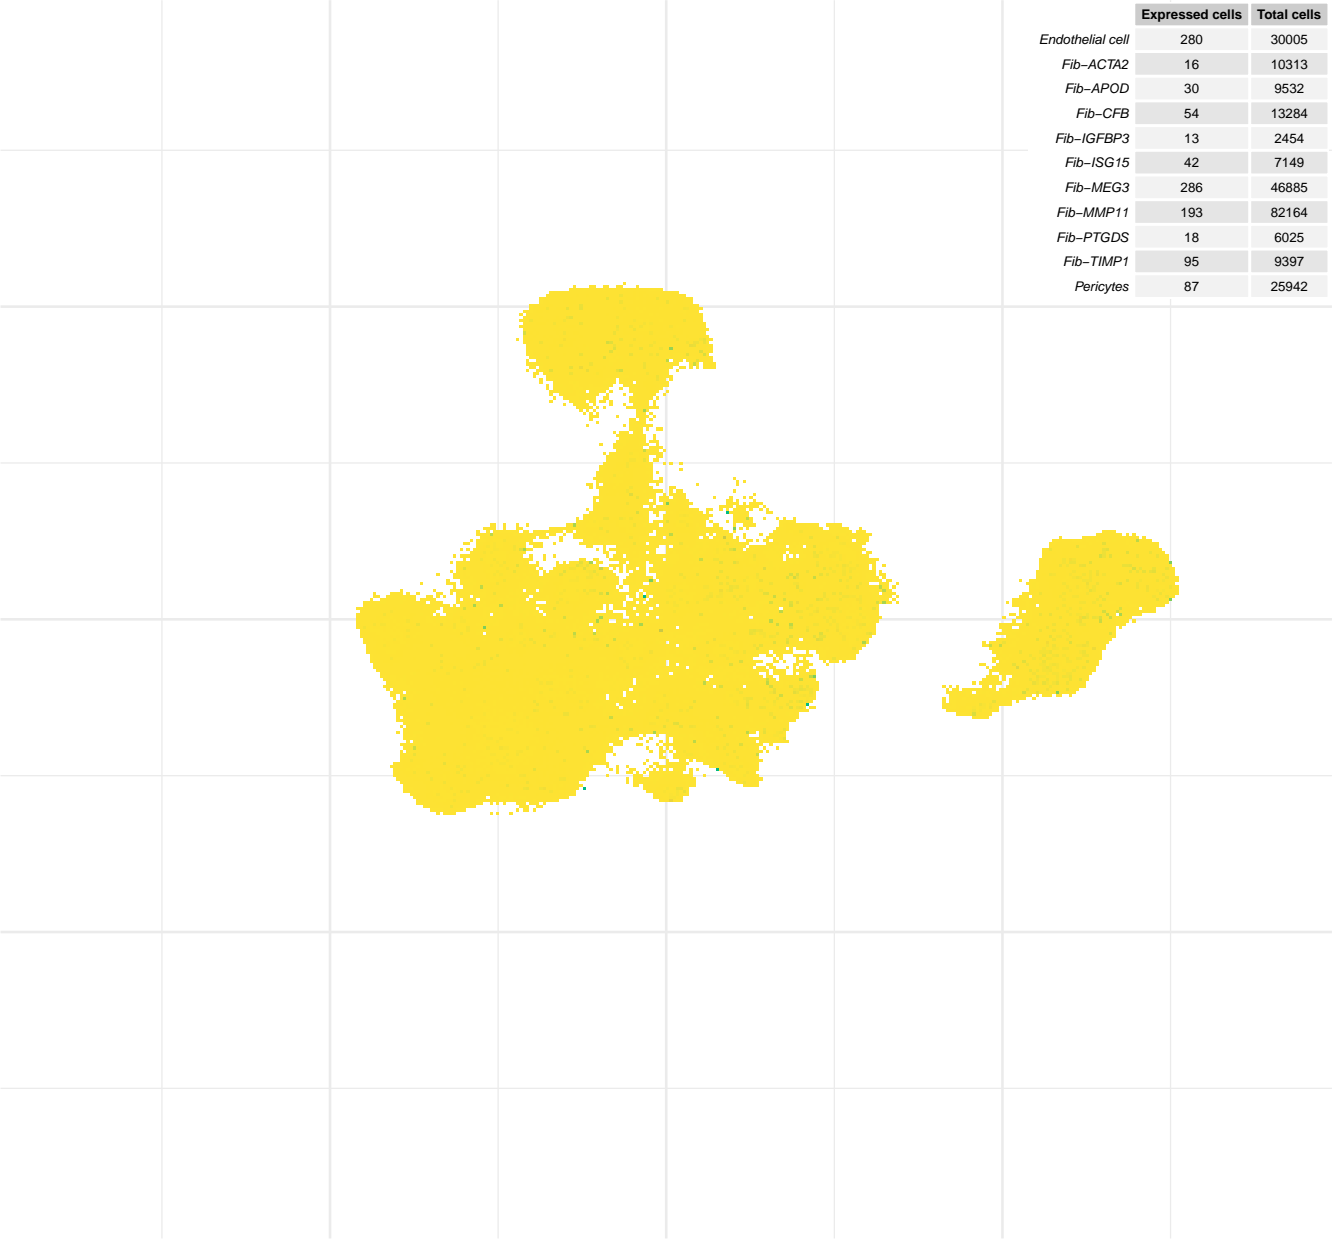 Expressed cells Total cells
Endothelial cell 280 30005
Fib−ACTA2 16 10313
Fib−APOD 30 9532
Fib−CFB 54 13284
Fib−IGFBP3 13 2454
Fib−ISG15 42 7149
Fib−MEG3 286 46885
Fib−MMP11 193 82164
Fib−PTGDS 18 6025
Fib−TIMP1 95 9397
Pericytes 87 25942